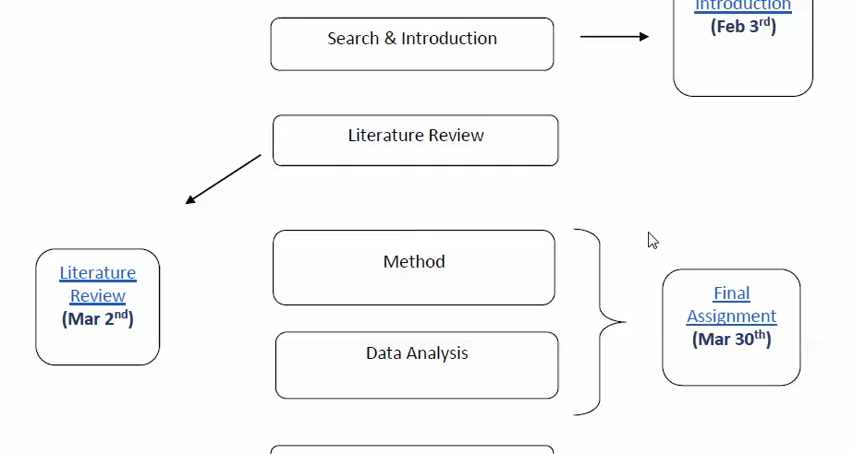 Introduction
(Feb 3rd)
Search & Introduction
Literature Review
Literature
Review
(Mar 2nd)
Method
Data Analysis
Final
Assignment
(Mar 30th)